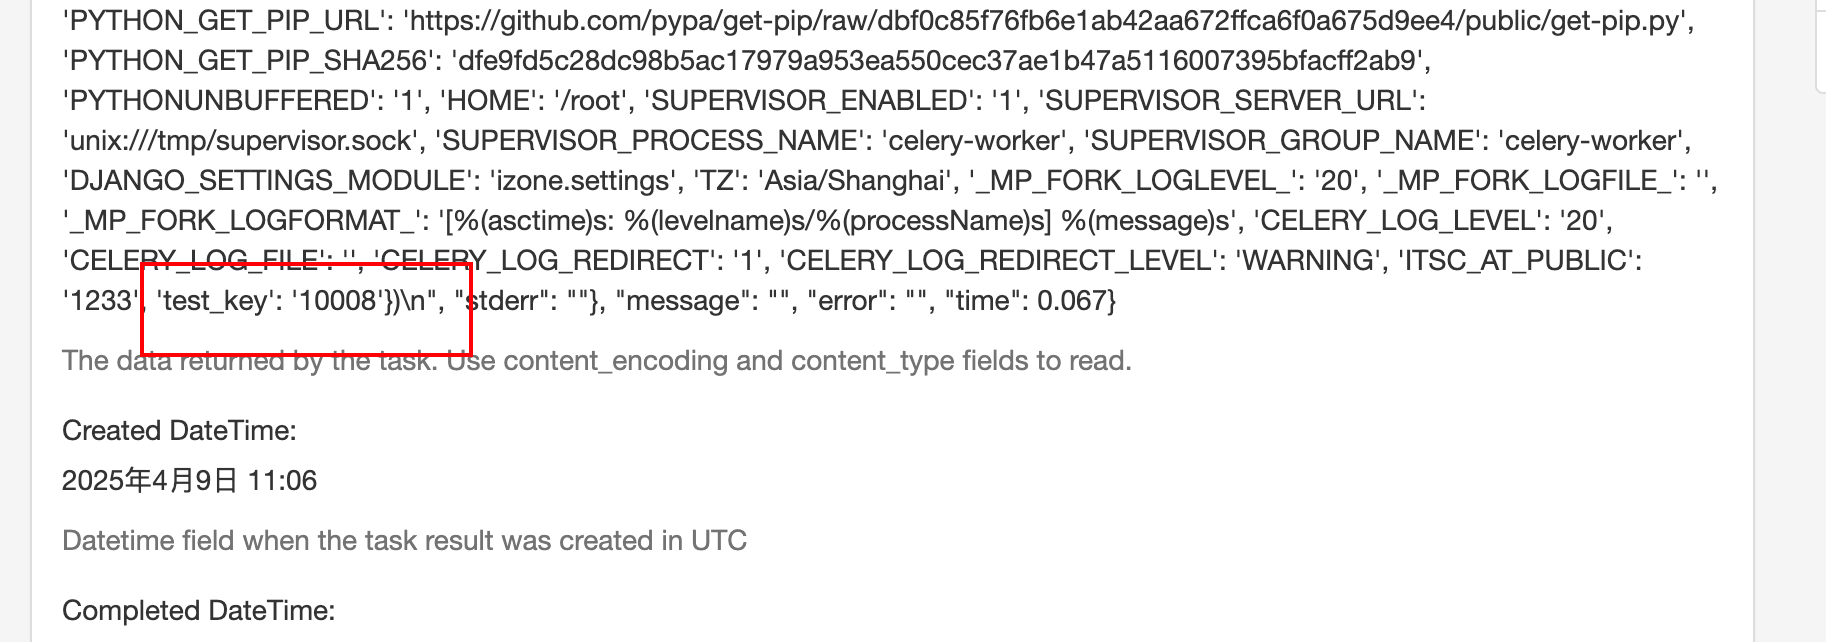 'PYTHON_GET_PIP_URL': 'https://github.com/pypa/get-pip/raw/dbf0c85f76fb6e1ab42aa672ffca6f0a675d9ee4/public/get-pip.py',
'PYTHON_GET_PIP_SHA256': 'dfe9fd5c28dc98b5ac17979a953ea550cec37ae1b47a5116007395bfacff2ab9',
'PYTHONUNBUFFERED': '1', 'HOME': '/root', 'SUPERVISOR_ENABLED': '1', 'SUPERVISOR_SERVER_URL':
'unix:///tmp/supervisor.sock', 'SUPERVISOR_PROCESS_NAME': 'celery-worker', 'SUPERVISOR_GROUP_NAME': 'celery-worker',
'DJANGO_SETTINGS_MODULE': 'izone.settings', 'TZ': 'Asia/Shanghai', '_MP_FORK_LOGLEVEL_': '20', '_MP_FORK_LOGFILE_': '',
'_MP_FORK_LOGFORMAT_': '[%(asctime)s: %(levelname)s/%(processName)s] %(message)s', 'CELERY_LOG_LEVEL': '20',
'CELERY_LOG_FILE': '', 'CELERY_LOG_REDIRECT': '1', 'CELERY_LOG_REDIRECT_LEVEL': 'WARNING', 'ITSC_AT_PUBLIC':
'1233', 'test_key': '10008'})\n", "stderr": ""}, "message": "", "error": "", "time": 0.067}
The data returned by the task. Use content_encoding and content_type fields to read.
Created DateTime:
2025年4月9日 11:06
Datetime field when the task result was created in UTC
Completed DateTime: